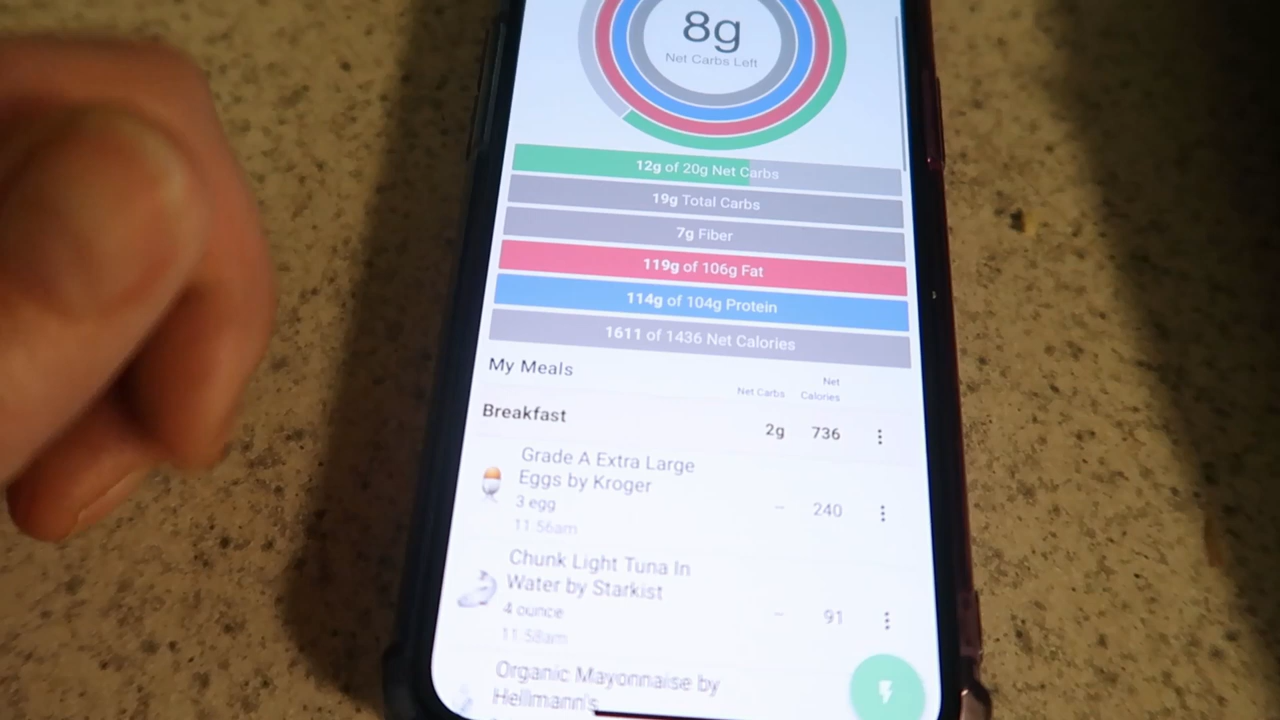 8g
Net Carbs Left
12g of 20g Net Carbs
19g Total Carbs
7g Fiber
119g of 106g Fat
114g of 104g Protein
1611 of 1436 Net Calories
My Meals
Net Carbs
Net
Calories
Breakfast
2g
736
Grade A Extra Large
Eggs by Kroger
3 egg
--
240
11:56am
Chunk Light Tuna In
Water by Starkist
4 ounce
--
91
11:58am
Organic Mayonnaise by
Hellmann's